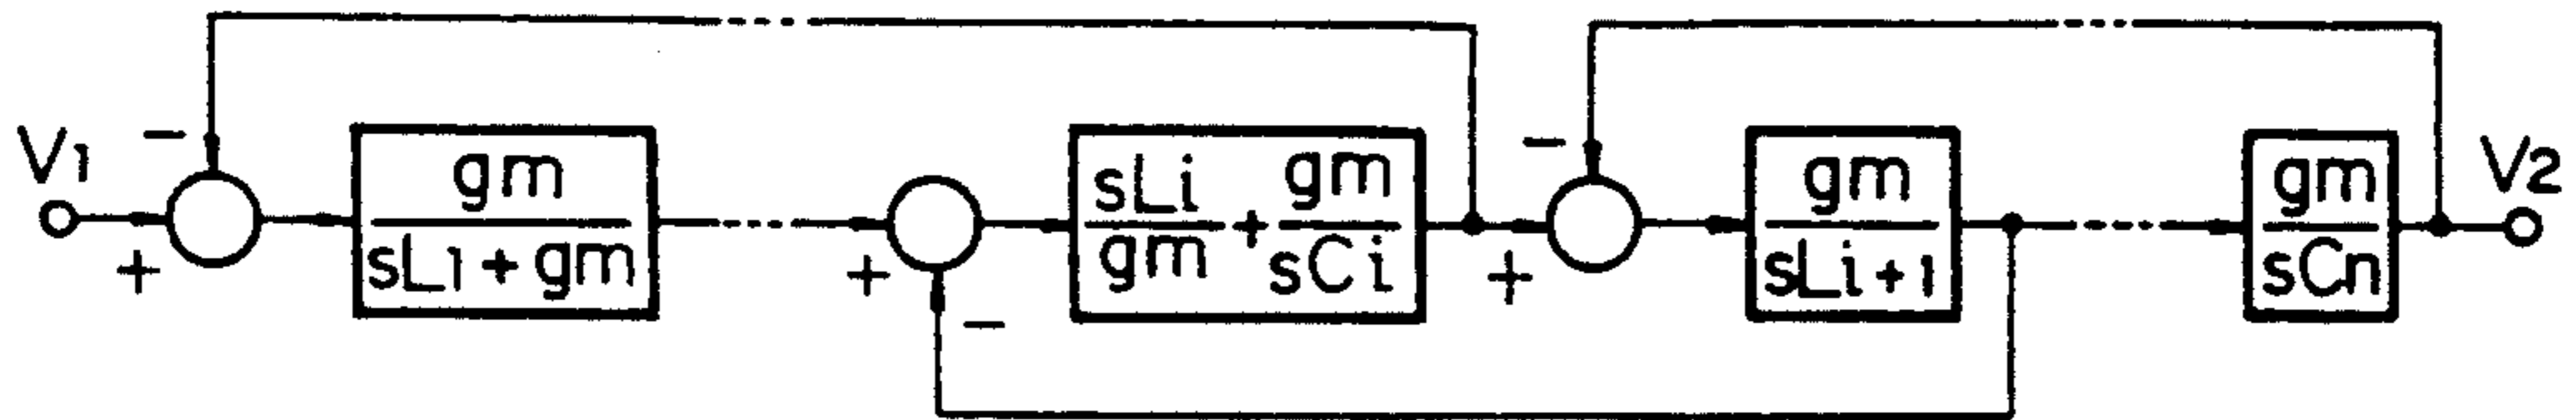 V1
−
+
gm
sL1+gm
+
−
sLi
gm
+
gm
sCi
−
+
gm
sLi+1
gm
sCn
V2